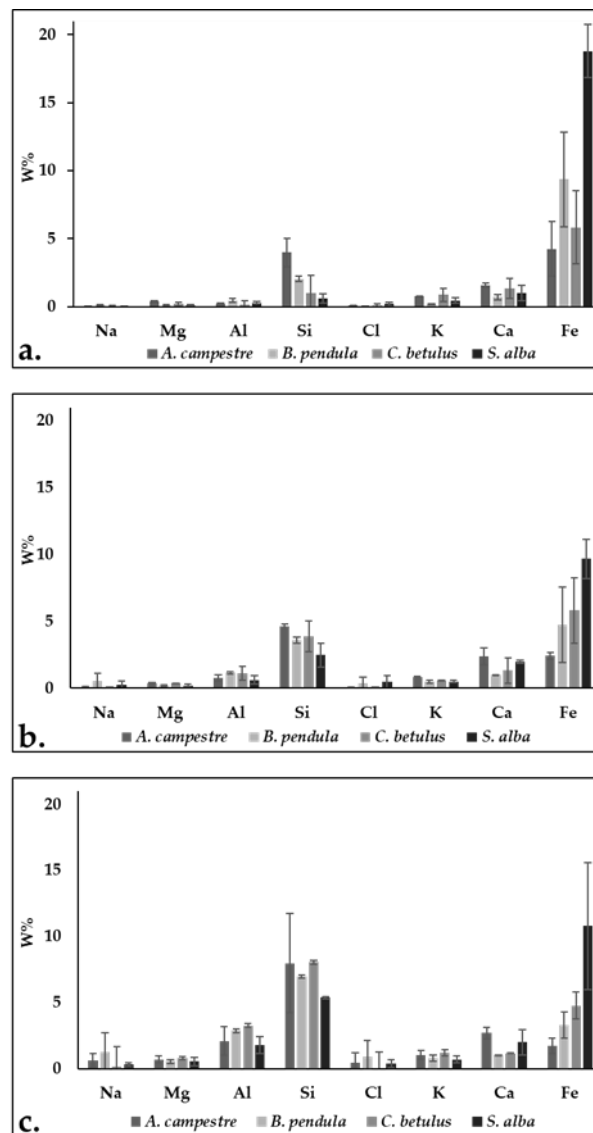 20
15
10
5
0
W%
Na Mg Al Si Cl K Ca Fe
A. campestre B. pendula C. betulus S. alba
a.
20
15
10
5
0
W%
Na Mg Al Si Cl K Ca Fe
A. campestre B. pendula C. betulus S. alba
b.
20
15
10
5
0
W%
Na Mg Al Si Cl K Ca Fe
A. campestre B. pendula C. betulus S. alba
c.